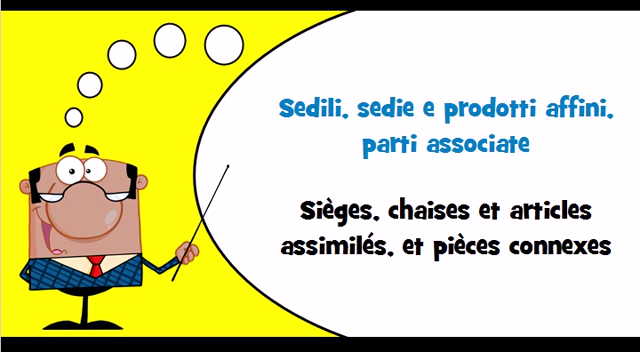 Sedili, sedie e prodotti affini,
parti associate
Sièges, chaises et articles
assimilés, et pièces connexes